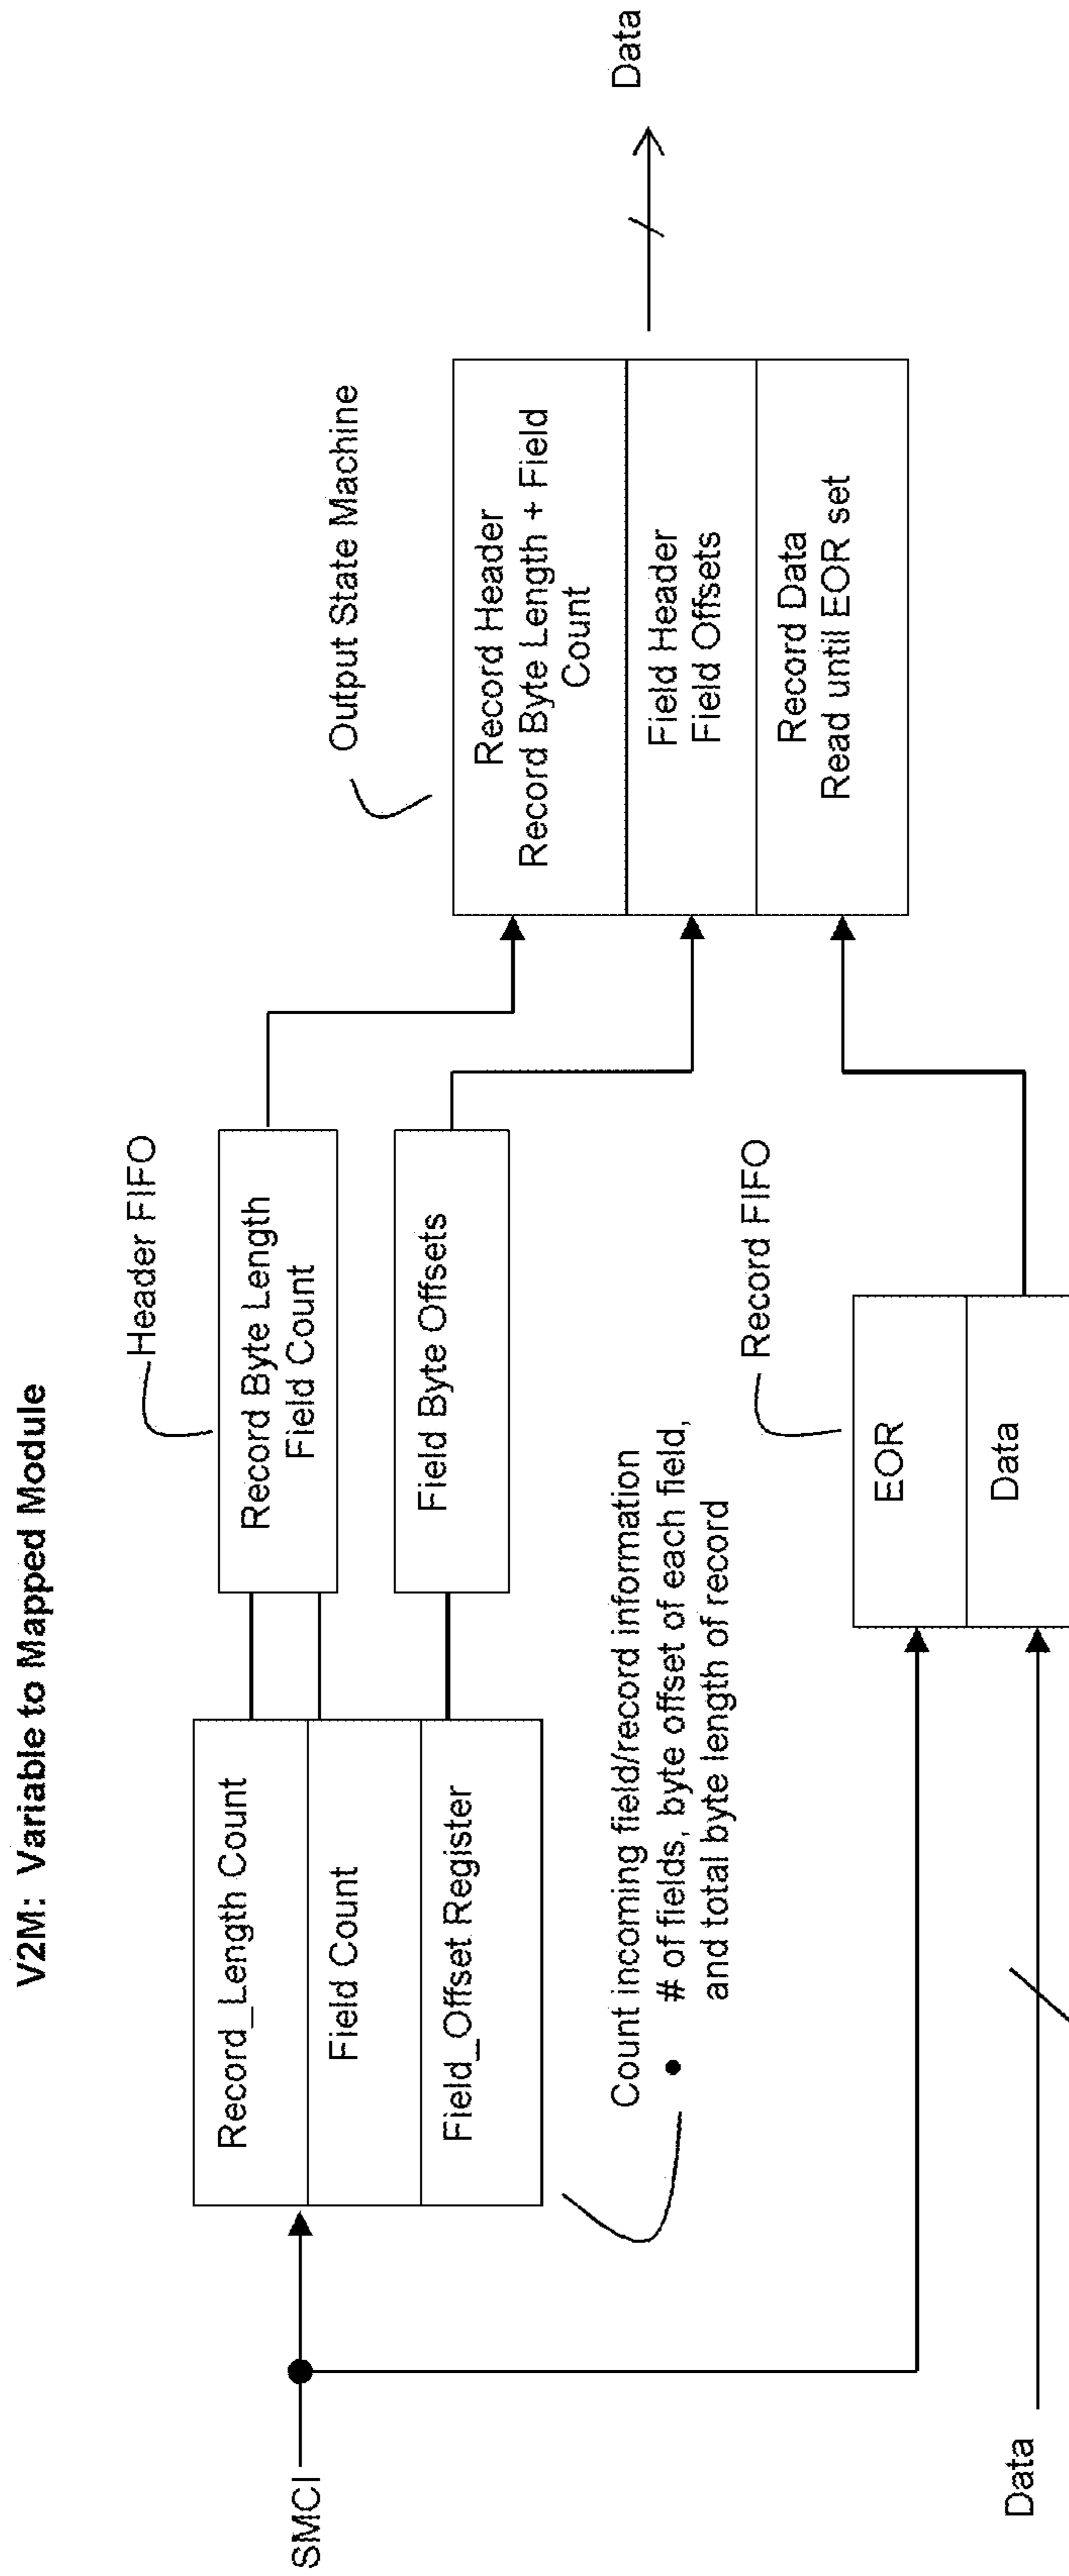 V2M: Variable to Mapped Module
SMCI
Record_Length Count
Field Count
Field_Offset Register
Header FIFO
Record Byte Length
Field Count
Field Byte Offsets
Count incoming field/record information
• # of fields, byte offset of each field,
and total byte length of record
Data
Record FIFO
EOR
Data
Output State Machine
Record Header
Record Byte Length + Field
Count
Field Header
Field Offsets
Record Data
Read until EOR set
Data